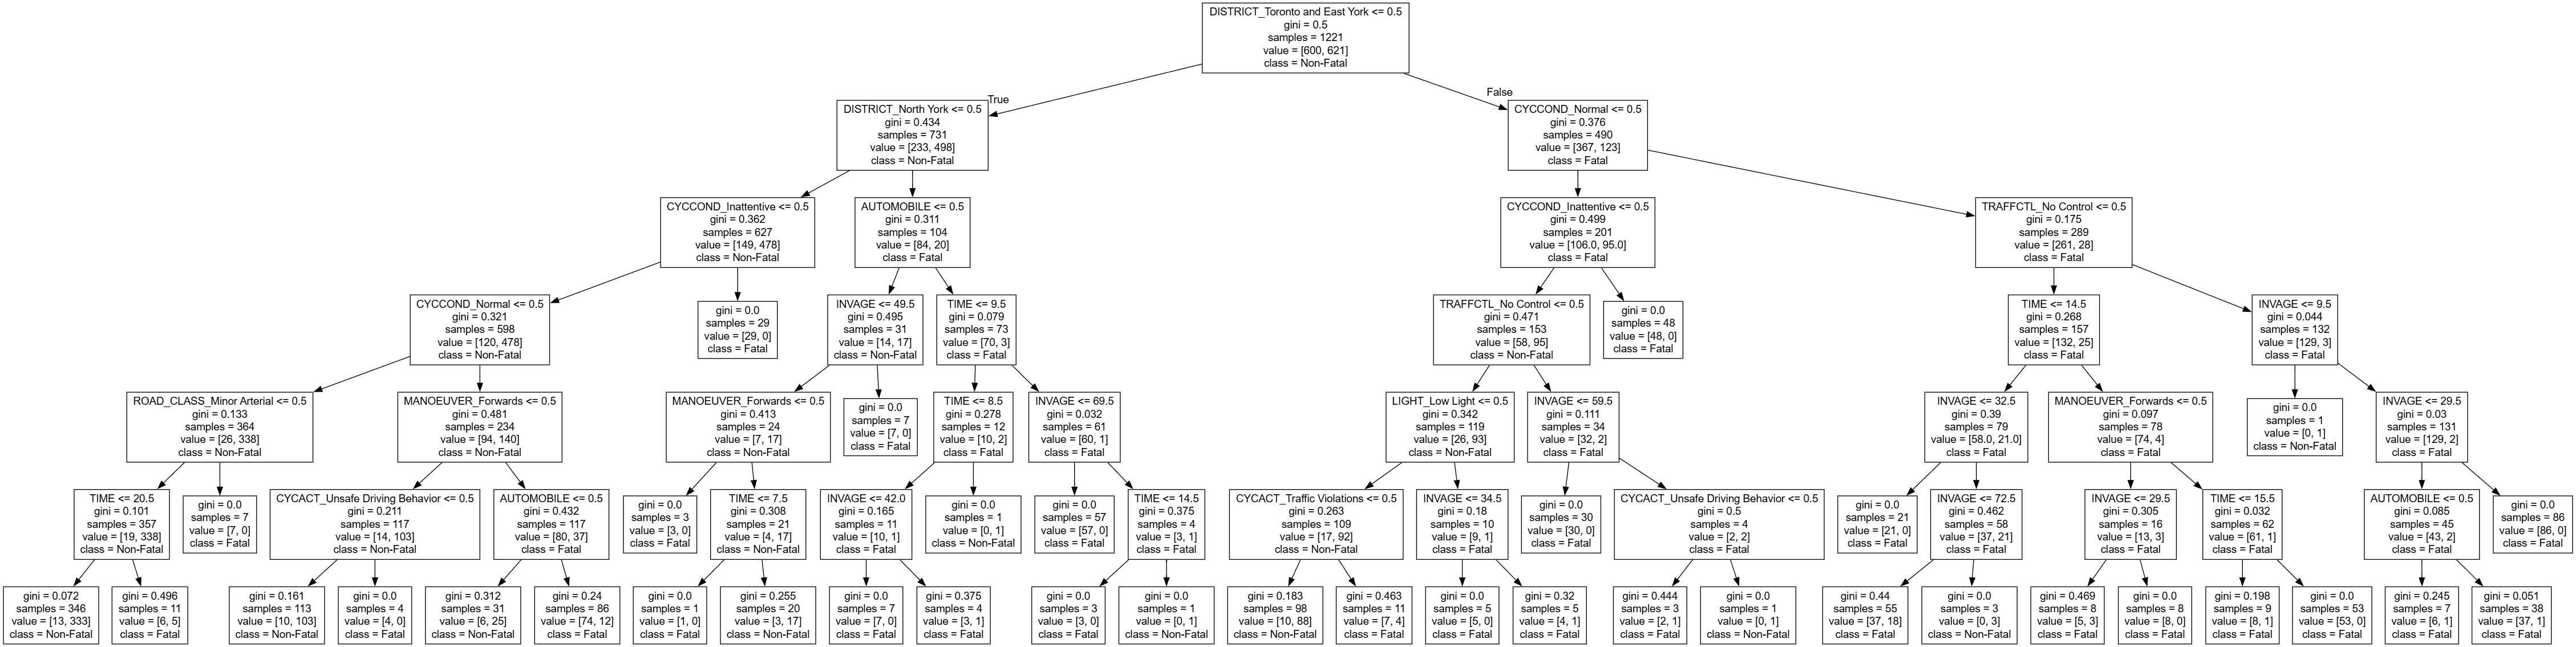 DISTRICT_Toronto and East York <= 0.5
gini = 0.5
samples = 1221
value = [600, 621]
class = Non-Fatal
True
False
DISTRICT_North York <= 0.5
gini = 0.434
samples = 731
value = [233, 498]
class = Non-Fatal
CYCCOND_Normal <= 0.5
gini = 0.376
samples = 490
value = [367, 123]
class = Fatal
CYCCOND_Inattentive <= 0.5
gini = 0.362
samples = 627
value = [149, 478]
class = Non-Fatal
AUTOMOBILE <= 0.5
gini = 0.311
samples = 104
value = [84, 20]
class = Fatal
CYCCOND_Inattentive <= 0.5
gini = 0.499
samples = 201
value = [106.0, 95.0]
class = Fatal
TRAFFCTL_No Control <= 0.5
gini = 0.175
samples = 289
value = [261, 28]
class = Fatal
CYCCOND_Normal <= 0.5
gini = 0.321
samples = 598
value = [120, 478]
class = Non-Fatal
gini = 0.0
samples = 29
value = [29, 0]
class = Fatal
INVAGE <= 49.5
gini = 0.495
samples = 31
value = [14, 17]
class = Non-Fatal
TIME <= 9.5
gini = 0.079
samples = 73
value = [70, 3]
class = Fatal
TRAFFCTL_No Control <= 0.5
gini = 0.471
samples = 153
value = [58, 95]
class = Non-Fatal
gini = 0.0
samples = 48
value = [48, 0]
class = Fatal
TIME <= 14.5
gini = 0.268
samples = 157
value = [132, 25]
class = Fatal
INVAGE <= 9.5
gini = 0.044
samples = 132
value = [129, 3]
class = Fatal
ROAD_CLASS_Minor Arterial <= 0.5
gini = 0.133
samples = 364
value = [26, 338]
class = Non-Fatal
MANOEUVER_Forwards <= 0.5
gini = 0.481
samples = 234
value = [94, 140]
class = Non-Fatal
MANOEUVER_Forwards <= 0.5
gini = 0.413
samples = 24
value = [7, 17]
class = Non-Fatal
gini = 0.0
samples = 7
value = [7, 0]
class = Fatal
TIME <= 8.5
gini = 0.278
samples = 12
value = [10, 2]
class = Fatal
INVAGE <= 69.5
gini = 0.032
samples = 61
value = [60, 1]
class = Fatal
LIGHT_Low Light <= 0.5
gini = 0.342
samples = 119
value = [26, 93]
class = Non-Fatal
INVAGE <= 59.5
gini = 0.111
samples = 34
value = [32, 2]
class = Fatal
INVAGE <= 32.5
gini = 0.39
samples = 79
value = [58.0, 21.0]
class = Fatal
MANOEUVER_Forwards <= 0.5
gini = 0.097
samples = 78
value = [74, 4]
class = Fatal
gini = 0.0
samples = 1
value = [0, 1]
class = Non-Fatal
INVAGE <= 29.5
gini = 0.03
samples = 131
value = [129, 2]
class = Fatal
TIME <= 20.5
gini = 0.101
samples = 357
value = [19, 338]
class = Non-Fatal
gini = 0.0
samples = 7
value = [7, 0]
class = Fatal
CYCACT_Unsafe Driving Behavior <= 0.5
gini = 0.211
samples = 117
value = [14, 103]
class = Non-Fatal
AUTOMOBILE <= 0.5
gini = 0.432
samples = 117
value = [80, 37]
class = Fatal
gini = 0.0
samples = 3
value = [3, 0]
class = Fatal
TIME <= 7.5
gini = 0.308
samples = 21
value = [4, 17]
class = Non-Fatal
INVAGE <= 42.0
gini = 0.165
samples = 11
value = [10, 1]
class = Fatal
gini = 0.0
samples = 1
value = [0, 1]
class = Non-Fatal
gini = 0.0
samples = 57
value = [57, 0]
class = Fatal
TIME <= 14.5
gini = 0.375
samples = 4
value = [3, 1]
class = Fatal
CYCACT_Traffic Violations <= 0.5
gini = 0.263
samples = 109
value = [17, 92]
class = Non-Fatal
INVAGE <= 34.5
gini = 0.18
samples = 10
value = [9, 1]
class = Fatal
gini = 0.0
samples = 30
value = [30, 0]
class = Fatal
CYCACT_Unsafe Driving Behavior <= 0.5
gini = 0.5
samples = 4
value = [2, 2]
class = Fatal
gini = 0.0
samples = 21
value = [21, 0]
class = Fatal
INVAGE <= 72.5
gini = 0.462
samples = 58
value = [37, 21]
class = Fatal
INVAGE <= 29.5
gini = 0.305
samples = 16
value = [13, 3]
class = Fatal
TIME <= 15.5
gini = 0.032
samples = 62
value = [61, 1]
class = Fatal
AUTOMOBILE <= 0.5
gini = 0.085
samples = 45
value = [43, 2]
class = Fatal
gini = 0.0
samples = 86
value = [86, 0]
class = Fatal
gini = 0.072
samples = 346
value = [13, 333]
class = Non-Fatal
gini = 0.496
samples = 11
value = [6, 5]
class = Fatal
gini = 0.161
samples = 113
value = [10, 103]
class = Non-Fatal
gini = 0.0
samples = 4
value = [4, 0]
class = Fatal
gini = 0.312
samples = 31
value = [6, 25]
class = Non-Fatal
gini = 0.24
samples = 86
value = [74, 12]
class = Fatal
gini = 0.0
samples = 1
value = [1, 0]
class = Fatal
gini = 0.255
samples = 20
value = [3, 17]
class = Non-Fatal
gini = 0.0
samples = 7
value = [7, 0]
class = Fatal
gini = 0.375
samples = 4
value = [3, 1]
class = Fatal
gini = 0.0
samples = 3
value = [3, 0]
class = Fatal
gini = 0.0
samples = 1
value = [0, 1]
class = Non-Fatal
gini = 0.183
samples = 98
value = [10, 88]
class = Non-Fatal
gini = 0.463
samples = 11
value = [7, 4]
class = Fatal
gini = 0.0
samples = 5
value = [5, 0]
class = Fatal
gini = 0.32
samples = 5
value = [4, 1]
class = Fatal
gini = 0.444
samples = 3
value = [2, 1]
class = Fatal
gini = 0.0
samples = 1
value = [0, 1]
class = Non-Fatal
gini = 0.44
samples = 55
value = [37, 18]
class = Fatal
gini = 0.0
samples = 3
value = [0, 3]
class = Non-Fatal
gini = 0.469
samples = 8
value = [5, 3]
class = Fatal
gini = 0.0
samples = 8
value = [8, 0]
class = Fatal
gini = 0.198
samples = 9
value = [8, 1]
class = Fatal
gini = 0.0
samples = 53
value = [53, 0]
class = Fatal
gini = 0.245
samples = 7
value = [6, 1]
class = Fatal
gini = 0.051
samples = 38
value = [37, 1]
class = Fatal